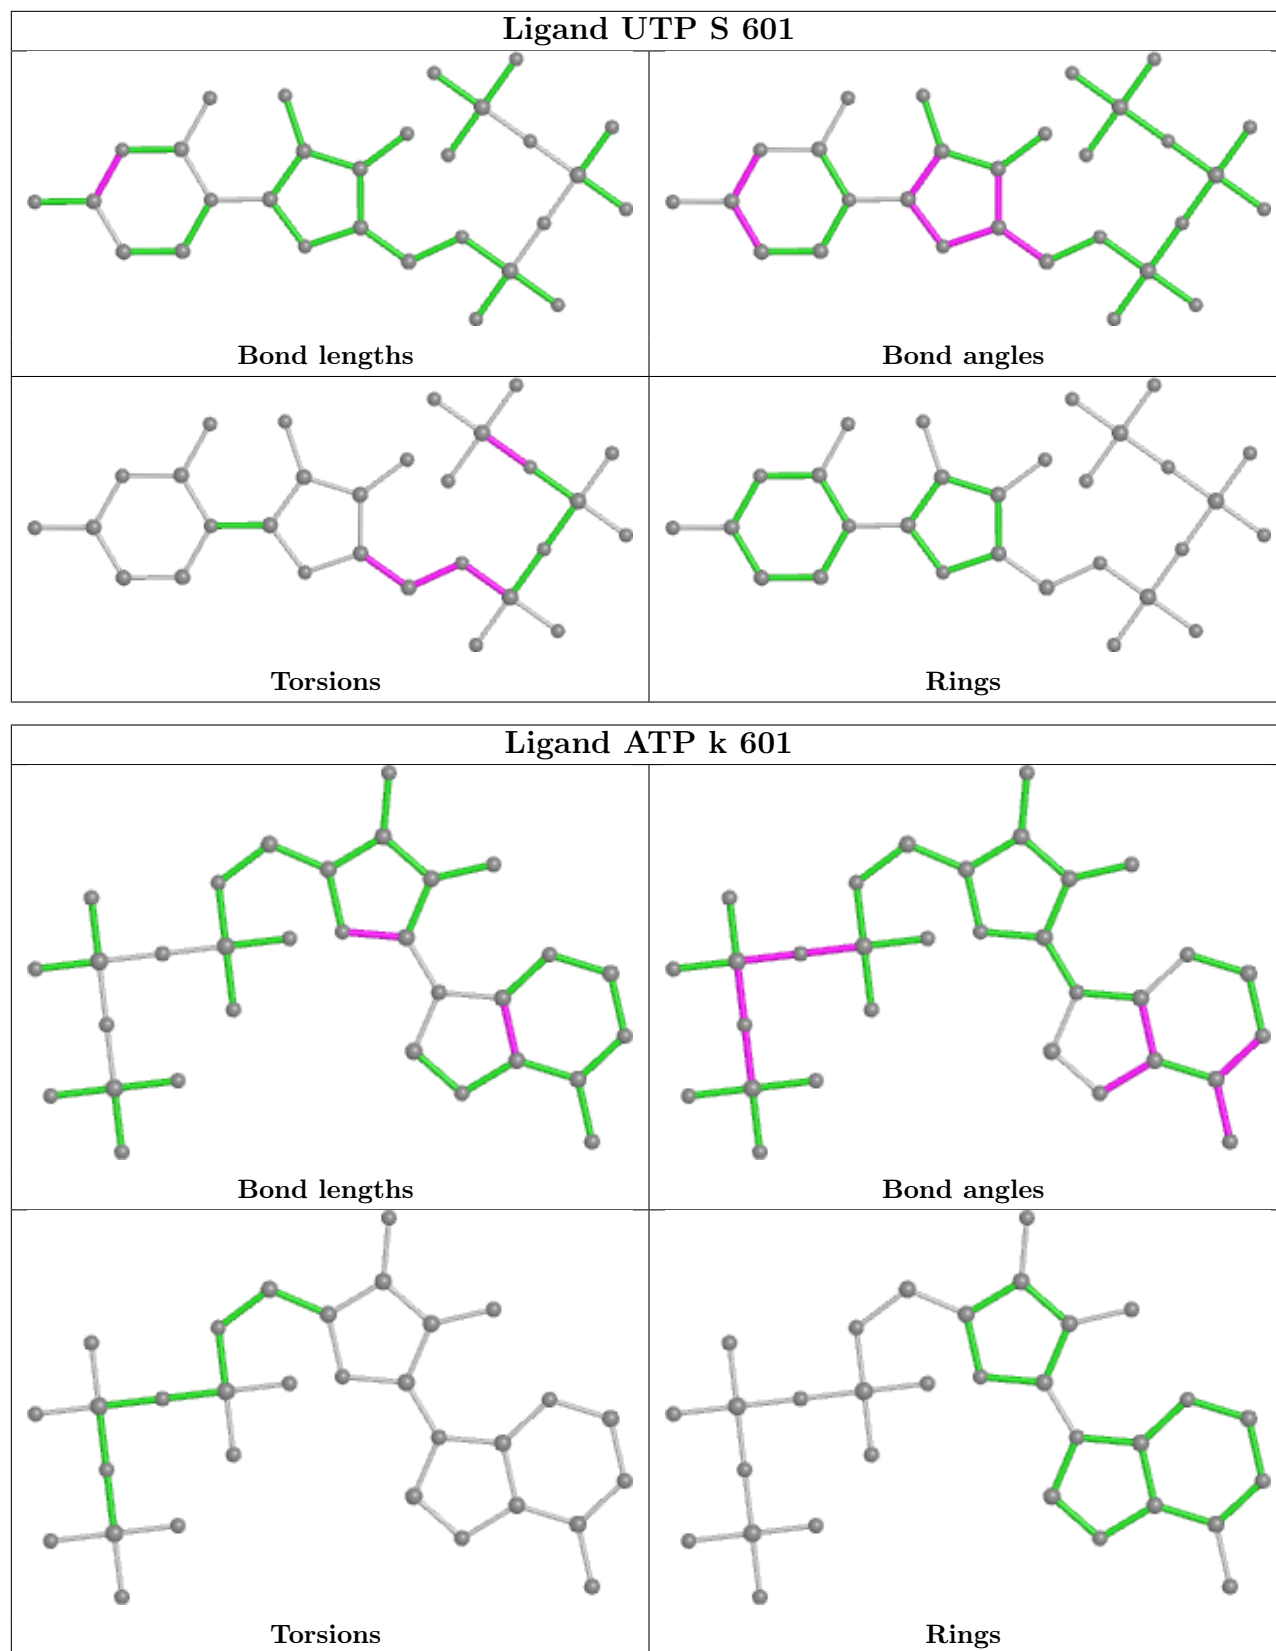 Ligand UTP S 601
Bond lengths
Bond angles
Torsions
Rings
Ligand ATP k 601
Bond lengths
Bond angles
Torsions
Rings